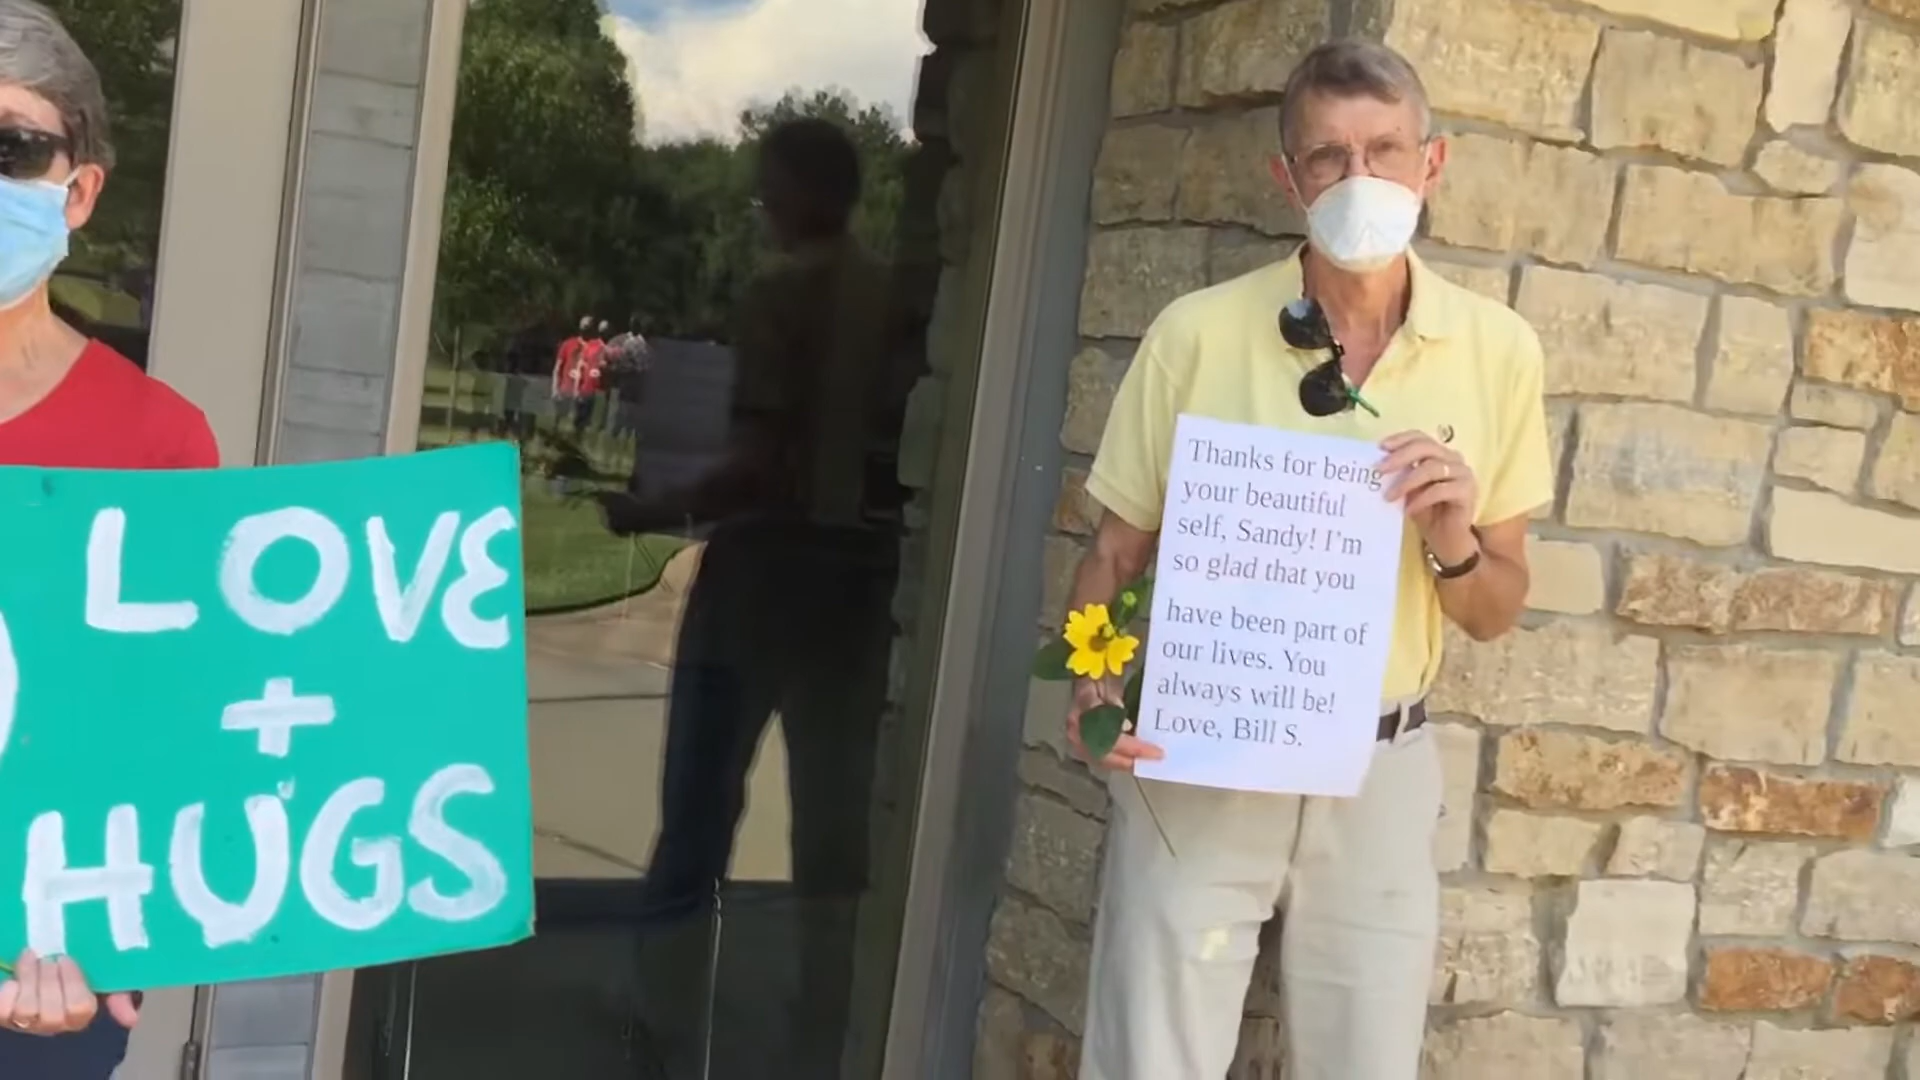 LOVE
+
HUGS
Thanks for being
your beautiful
self, Sandy! I'm
so glad that you
have been part of
our lives. You
always will be!
Love, Bill S.